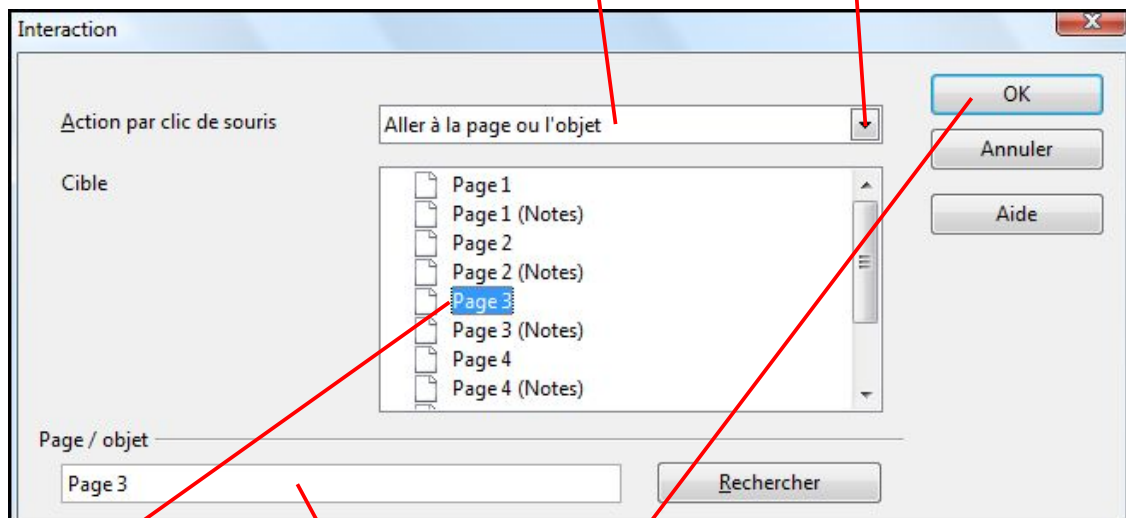 Interaction
Action par clic de souris
Aller à la page ou l'objet
OK
Annuler
Aide
Cible
Page 1
Page 1 (Notes)
Page 2
Page 2 (Notes)
Page 3
Page 3 (Notes)
Page 4
Page 4 (Notes)
Page / objet
Page 3
Rechercher